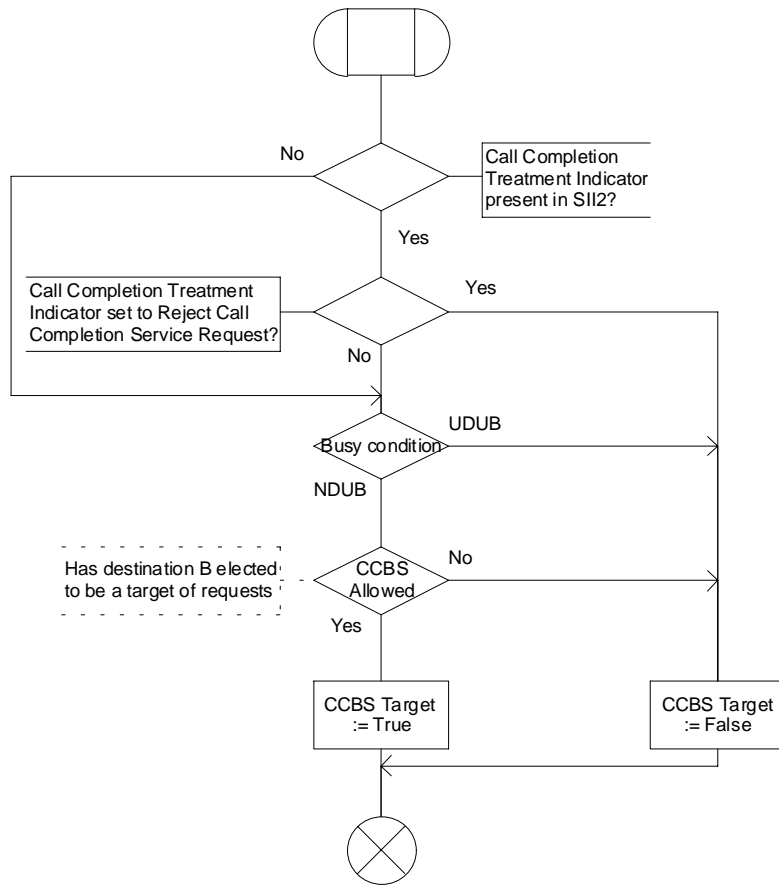 No
Call Completion
Treatment Indicator
present in SII2?
Yes
Call Completion Treatment
Indicator set to Reject Call
Completion Service Request?
Yes
No
Busy condition
UDUB
NDUB
Has destination B elected
to be a target of requests
CCBS
Allowed
No
Yes
CCBS Target
:= True
CCBS Target
:= False